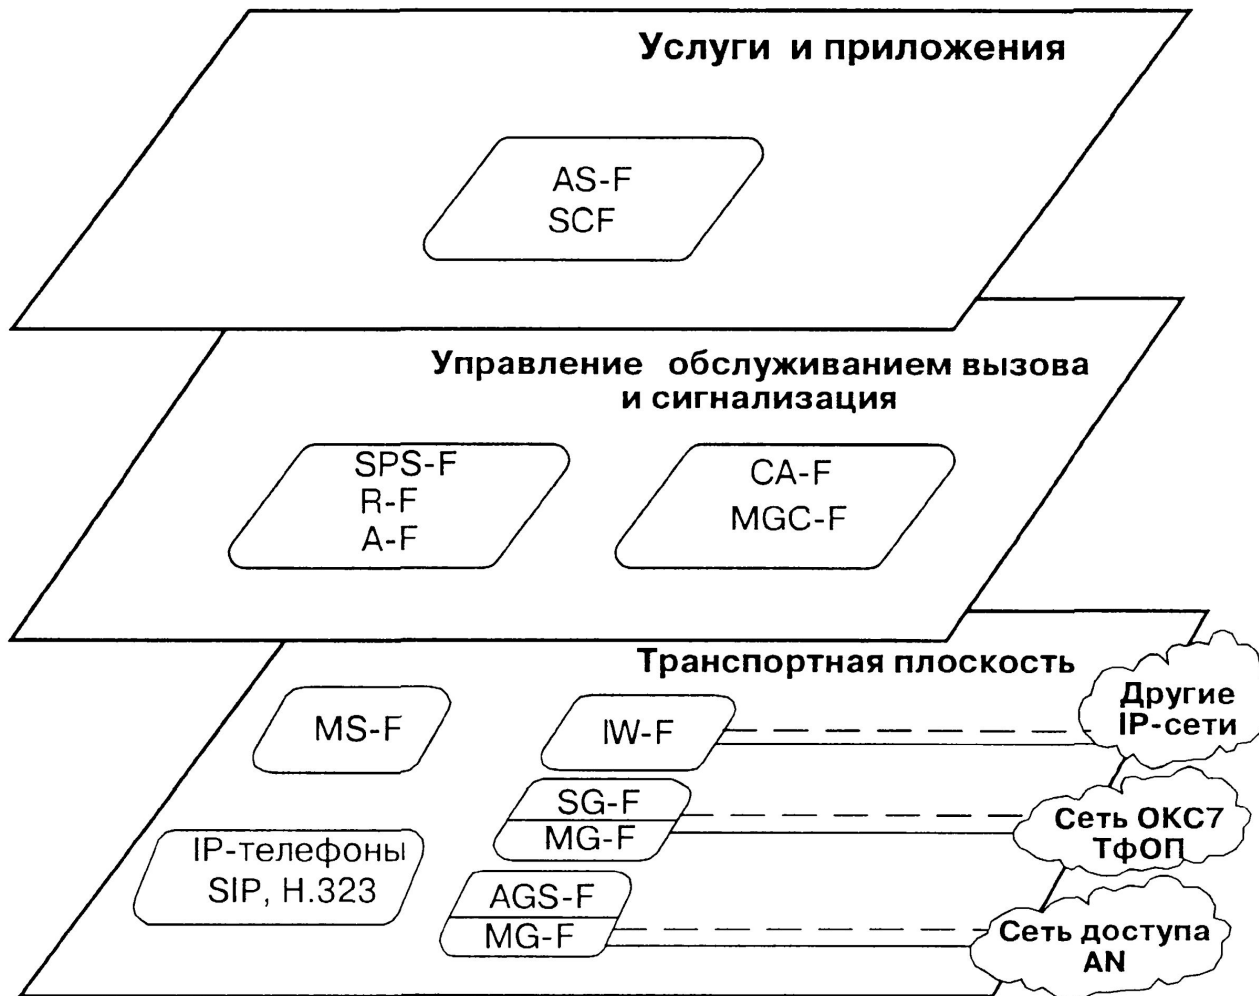 Услуги и приложения
AS-F
SCF
Управление обслуживанием вызова
и сигнализация
SPS-F
R-F
A-F
CA-F
MGC-F
Транспортная плоскость
MS-F
IW-F
Другие
IP-сети
SG-F
MG-F
Сеть ОКС7
ТфОП
IP-телефоны
SIP, H.323
AGS-F
MG-F
Сеть доступа
AN